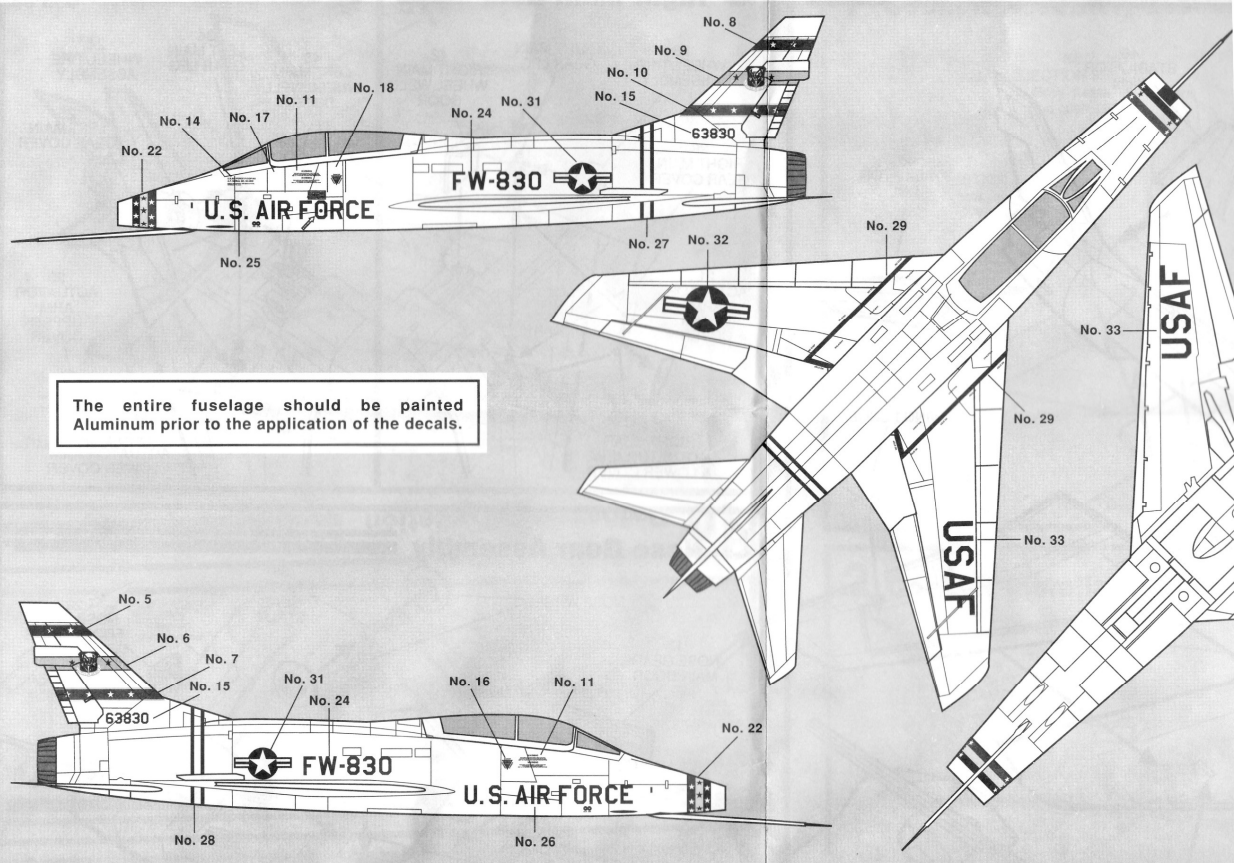 No. 8
No. 9
No. 10
No. 15
No. 18
No. 11
No. 31
No. 24
No. 14
No. 17
No. 22
63830
FW-830
U.S. AIR FORCE
No. 25
No. 27
No. 32
No. 29
No. 33
USAF
The entire fuselage should be painted
Aluminum prior to the application of the decals.
No. 29
USAF
No. 33
No. 5
No. 6
No. 7
No. 15
No. 31
No. 24
No. 16
No. 11
No. 22
63830
FW-830
U.S. AIR FORCE
No. 28
No. 26